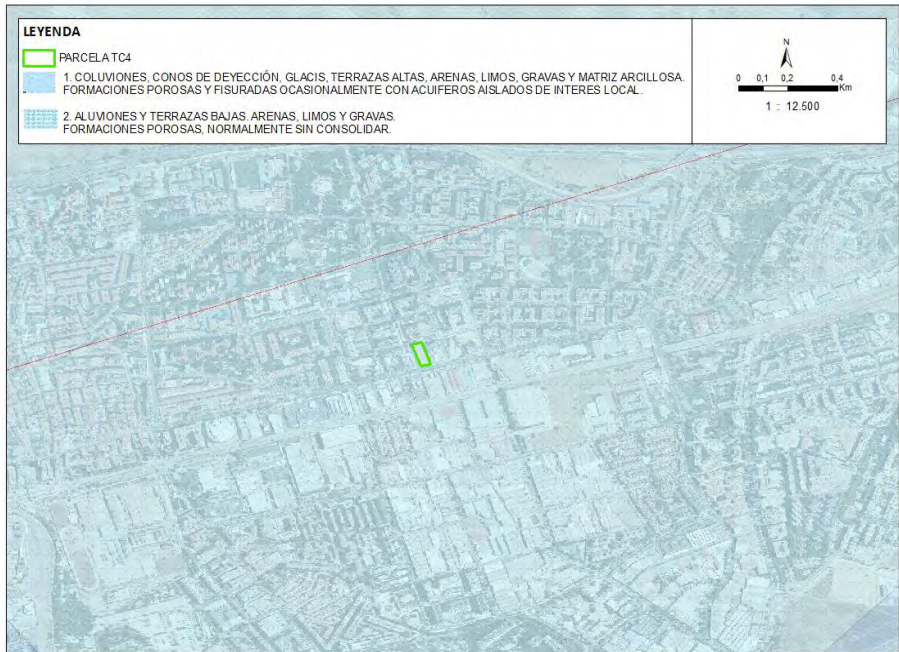 LEYENDA
PARCELA TC4
1. COLUVIONES, CONOS DE DEYECCIÓN, GLACIS, TERRAZAS ALTAS, ARENAS, LIMOS, GRAVAS Y MATRIZ ARCILLOSA.
FORMACIONES POROSAS Y FISURADAS OCASIONALMENTE CON ACUIFEROS AISLADOS DE INTERES LOCAL.
2. ALUVIONES Y TERRAZAS BAJAS. ARENAS, LIMOS Y GRAVAS.
FORMACIONES POROSAS, NORMALMENTE SIN CONSOLIDAR.
N
0 0,1 0,2 0,4
Km
1 : 12.500